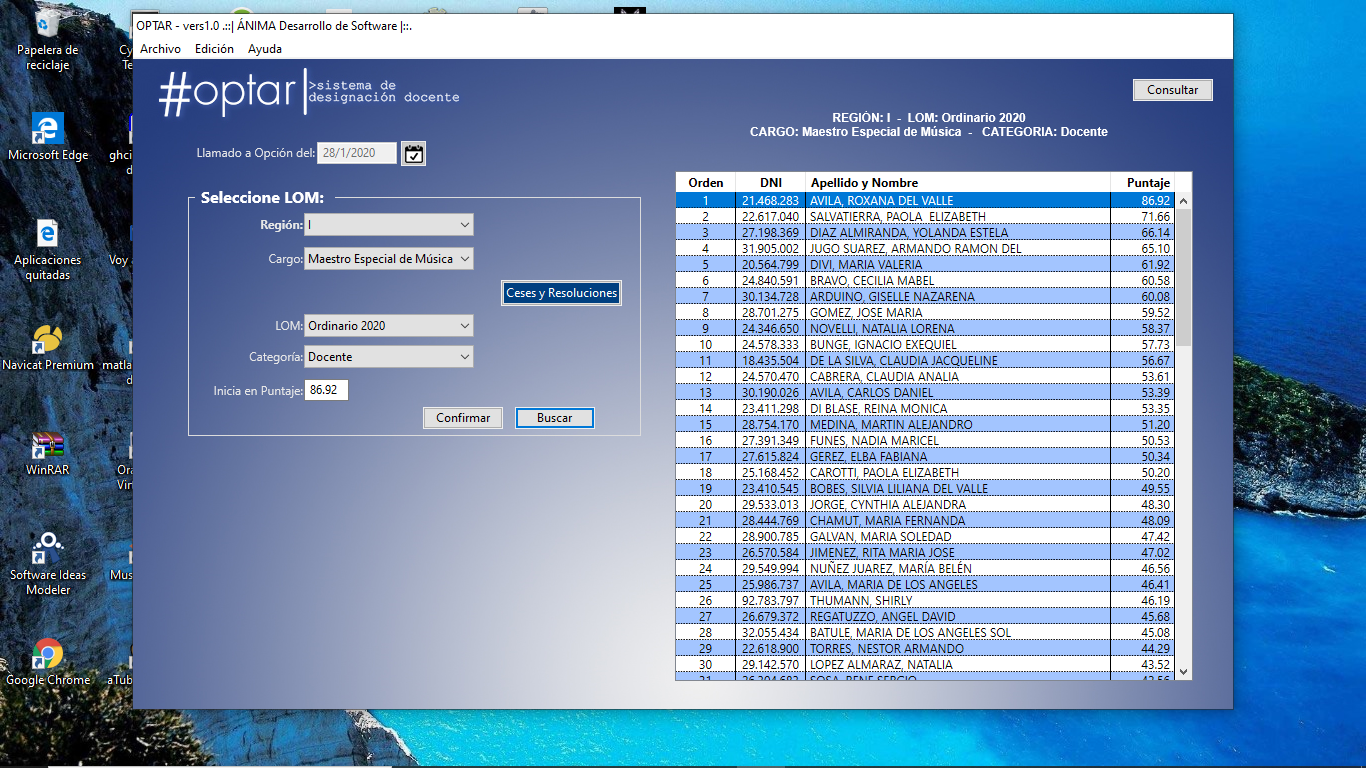 Papelera de
reciclaje
Cy
Te
Microsoft Edge
ghci
d
Aplicaciones
quitadas
Voy a
Navicat Premium
matla
d
WinRAR
Ora
Vir
Software Ideas
Modeler
Mus
Google Chrome
aTub
OPTAR - vers1.0 .::| ÁNIMA Desarrollo de Software |::.
Archivo Edición Ayuda
#optar
>sistema de
designación docente
Consultar
REGIÓN: I - LOM: Ordinario 2020
CARGO: Maestro Especial de Música - CATEGORIA: Docente
Llamado a Opción del: 28/1/2020
Seleccione LOM:
Región: I
Cargo: Maestro Especial de Música
Ceses y Resoluciones
LOM: Ordinario 2020
Categoría: Docente
Inicia en Puntaje: 86.92
Confirmar Buscar
Orden DNI Apellido y Nombre Puntaje
1 21.468.283 AVILA, ROXANA DEL VALLE 86.92
2 22.617.040 SALVATIERRA, PAOLA  ELIZABETH 71.66
3 27.198.369 DIAZ ALMIRANDA, YOLANDA ESTELA 66.14
4 31.905.002 JUGO SUAREZ, ARMANDO RAMON DEL 65.10
5 20.564.799 DIVI, MARIA VALERIA 61.92
6 24.840.591 BRAVO, CECILIA MABEL 60.58
7 30.134.728 ARDUINO, GISELLE NAZARENA 60.08
8 28.701.275 GOMEZ, JOSE MARIA 59.52
9 24.346.650 NOVELLI, NATALIA LORENA 58.37
10 24.578.333 BUNGE, IGNACIO EXEQUIEL 57.73
11 18.435.504 DE LA SILVA, CLAUDIA JACQUELINE 56.67
12 24.570.470 CABRERA, CLAUDIA ANALIA 53.61
13 30.190.026 AVILA, CARLOS DANIEL 53.39
14 23.411.298 DI BLASE, REINA MONICA 53.35
15 28.754.170 MEDINA, MARTIN ALEJANDRO 51.20
16 27.391.349 FUNES, NADIA MARICEL 50.53
17 27.615.824 GEREZ, ELBA FABIANA 50.34
18 25.168.452 CAROTTI, PAOLA ELIZABETH 50.20
19 23.410.545 BOBES, SILVIA LILIANA DEL VALLE 49.55
20 29.533.013 JORGE, CYNTHIA ALEJANDRA 48.30
21 28.444.769 CHAMUT, MARIA FERNANDA 48.09
22 28.900.785 GALVAN, MARIA SOLEDAD 47.42
23 26.570.584 JIMENEZ, RITA MARIA JOSE 47.02
24 29.549.994 NUÑEZ JUAREZ, MARÍA BELÉN 46.56
25 25.986.737 AVILA, MARIA DE LOS ANGELES 46.41
26 92.783.797 THUMANN, SHIRLY 46.19
27 26.679.372 REGATUZZO, ANGEL DAVID 45.68
28 32.055.434 BATULE, MARIA DE LOS ANGELES SOL 45.08
29 22.618.900 TORRES, NESTOR ARMANDO 44.29
30 29.142.570 LOPEZ ALMARAZ, NATALIA 43.52